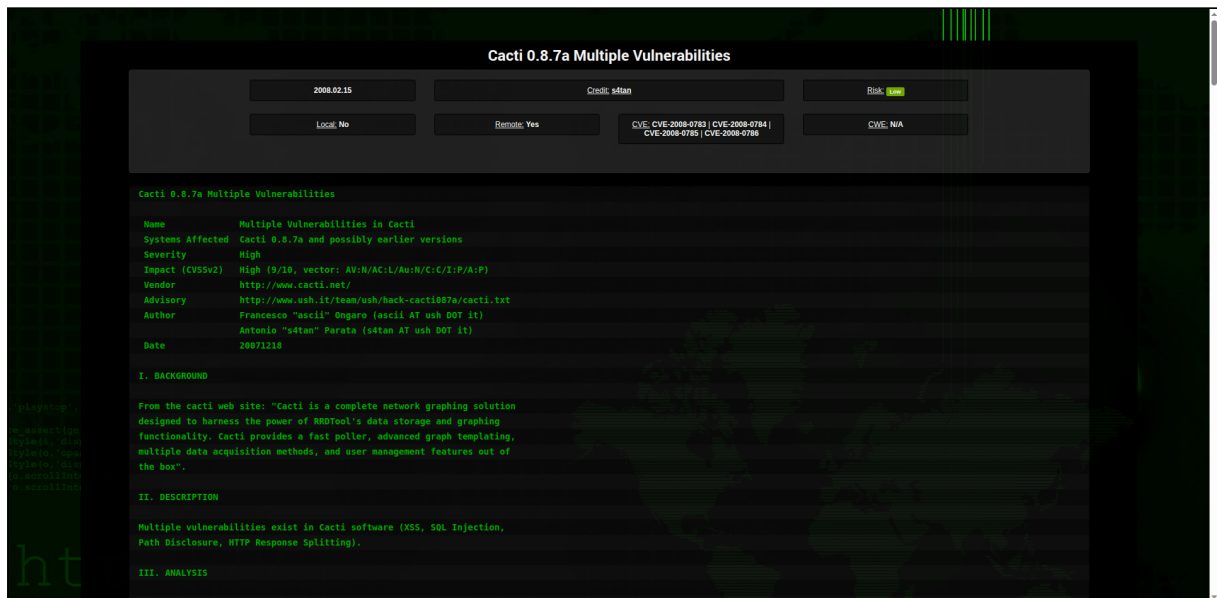 Cacti 0.8.7a Multiple Vulnerabilities
2008.02.15
Credit: s4tan
Risk: Low
Local: No
Remote: Yes
CVE: CVE-2008-0783 | CVE-2008-0784 |
CVE-2008-0785 | CVE-2008-0786
CWE: N/A
Cacti 0.8.7a Multiple Vulnerabilities
Name Multiple Vulnerabilities in Cacti
Systems Affected Cacti 0.8.7a and possibly earlier versions
Severity High
Impact (CVSSv2) High (9/10, vector: AV:N/AC:L/Au:N/C:C/I:P/A:P)
Vendor http://www.cacti.net/
Advisory http://www.ush.it/team/ush/hack-cacti087a/cacti.txt
Author Francesco "ascii" Ongaro (ascii AT ush DOT it)
Antonio "s4tan" Parata (s4tan AT ush DOT it)
Date 20071218
I. BACKGROUND
From the cacti web site: "Cacti is a complete network graphing solution
designed to harness the power of RRDTool's data storage and graphing
functionality. Cacti provides a fast poller, advanced graph templating,
multiple data acquisition methods, and user management features out of
the box".
II. DESCRIPTION
Multiple vulnerabilities exist in Cacti software (XSS, SQL Injection,
Path Disclosure, HTTP Response Splitting).
III. ANALYSIS
ht